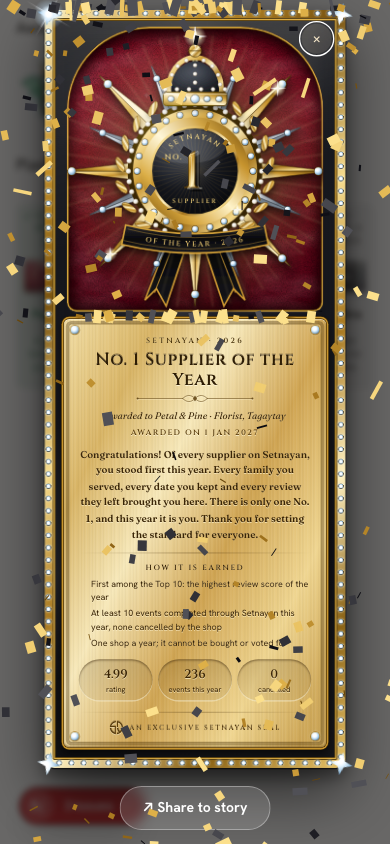 ×
SETNAYAN
NO.
1
SUPPLIER
OF THE YEAR · 2026
SETNAYAN · 2026
No. 1 Supplier of the
Year
Awarded to Petal & Pine · Florist, Tagaytay
AWARDED ON 1 JAN 2027
Congratulations! Of every supplier on Setnayan,
you stood first this year. Every family you
served, every date you kept and every review
they left brought you here. There is only one No.
1, and this year it is you. Thank you for setting
the standard for everyone.
HOW IT IS EARNED
First among the Top 10: the highest review score of the
year
At least 10 events completed through Setnayan this
year, none cancelled by the shop
One shop a year; it cannot be bought or voted for
4.99
rating
236
events this year
0
cancelled
AN EXCLUSIVE SETNAYAN SEAL
↗ Share to story